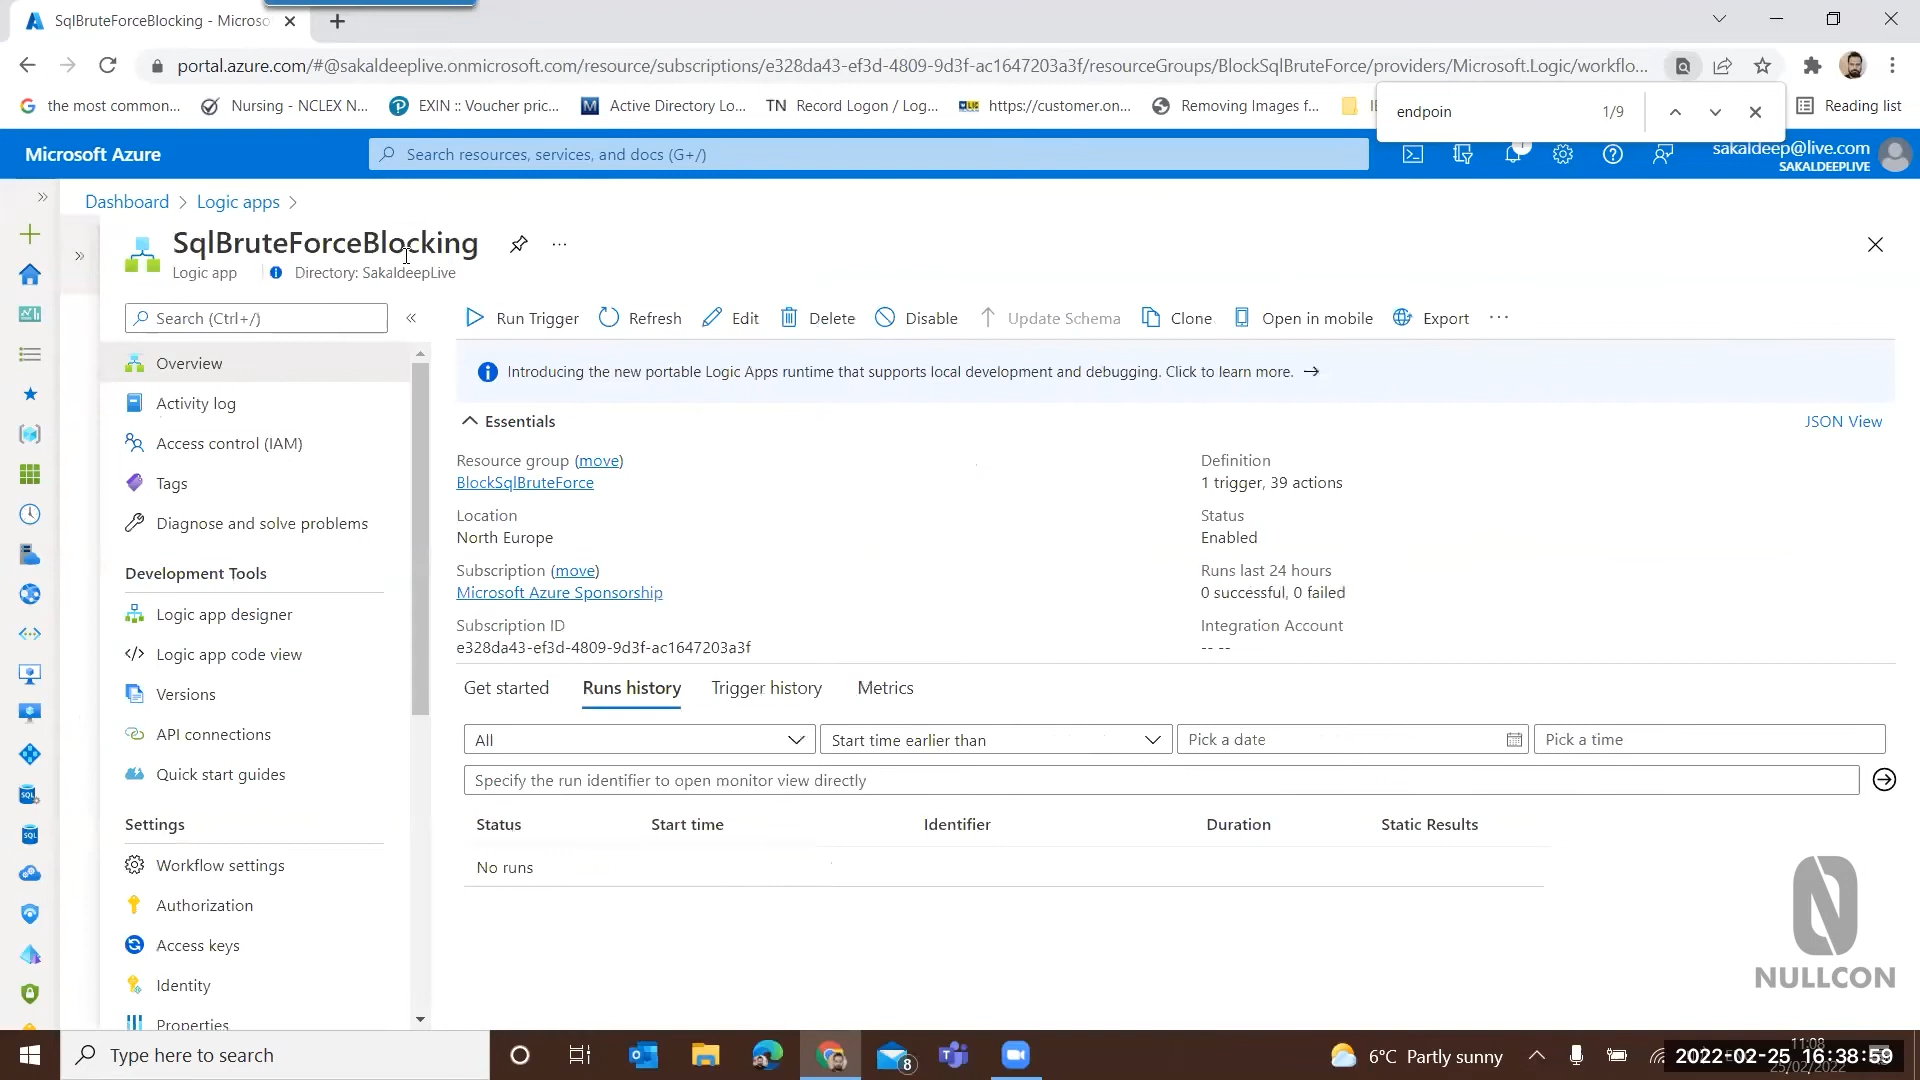 SqlBruteForceBlocking - Microso
portal.azure.com/#@sakaldeeplive.onmicrosoft.com/resource/subscriptions/e328da43-ef3d-4809-9d3f-ac1647203a3f/resourceGroups/BlockSqlBruteForce/providers/Microsoft.Logic/workflo...
the most common...
Nursing - NCLEX N...
EXIN :: Voucher pric...
Active Directory Lo...
TN Record Logon / Log...
https://customer.on...
Removing Images f...
Reading list
endpoin 1/9
Microsoft Azure
Search resources, services, and docs (G+/)
1
sakaldeep@live.com
SAKALDEEPLIVE
Dashboard > Logic apps >
SqlBruteForceBlocking ...
Logic app
Directory: SakaldeepLive
Search (Ctrl+/) «
Run Trigger Refresh Edit Delete Disable Update Schema Clone Open in mobile Export ...
Overview
Activity log
Access control (IAM)
Tags
Diagnose and solve problems
Development Tools
Logic app designer
Logic app code view
Versions
API connections
Quick start guides
Settings
Workflow settings
Authorization
Access keys
Identity
Properties
Introducing the new portable Logic Apps runtime that supports local development and debugging. Click to learn more. →
Essentials
JSON View
Resource group (move)
BlockSqlBruteForce
Location
North Europe
Subscription (move)
Microsoft Azure Sponsorship
Subscription ID
e328da43-ef3d-4809-9d3f-ac1647203a3f
Definition
1 trigger, 39 actions
Status
Enabled
Runs last 24 hours
0 successful, 0 failed
Integration Account
-- --
Get started Runs history Trigger history Metrics
All
Start time earlier than
Pick a date
Pick a time
Specify the run identifier to open monitor view directly
Status Start time Identifier Duration Static Results
No runs
NULLCON
Type here to search
8
6°C Partly sunny
11:08
25/02/2022
2022-02-25 16:38:59